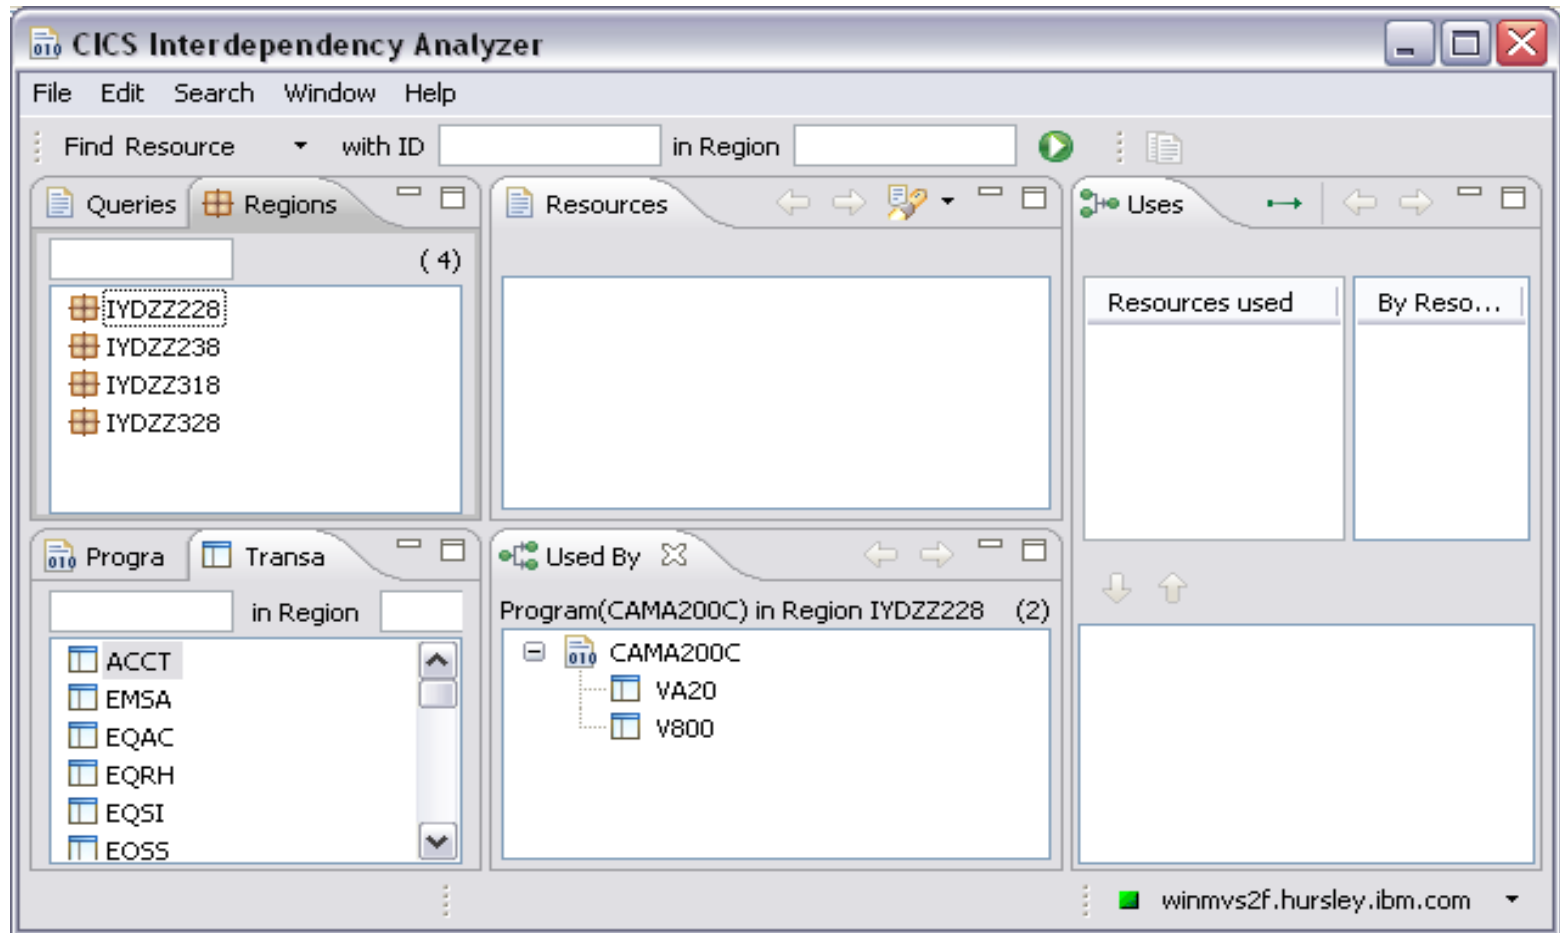 CICS Interdependency Analyzer
File Edit Search Window Help
Find Resource with ID in Region
Queries Regions
(4)
IYDZZ228
IYDZZ238
IYDZZ318
IYDZZ328
Resources
Uses
Resources used
By Reso...
Progra Transa
in Region
ACCT
EMSA
EQAC
EQRH
EQSI
EQSS
Used By
Program(CAMA200C) in Region IYDZZ228 (2)
CAMA200C
VA20
V800
winmvs2f.hursley.ibm.com